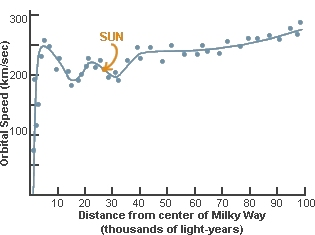 300
200
100
Orbital Speed (km/sec)
SUN
10 20 30 40 50 60 70 80 90 100
Distance from center of Milky Way
(thousands of light-years)